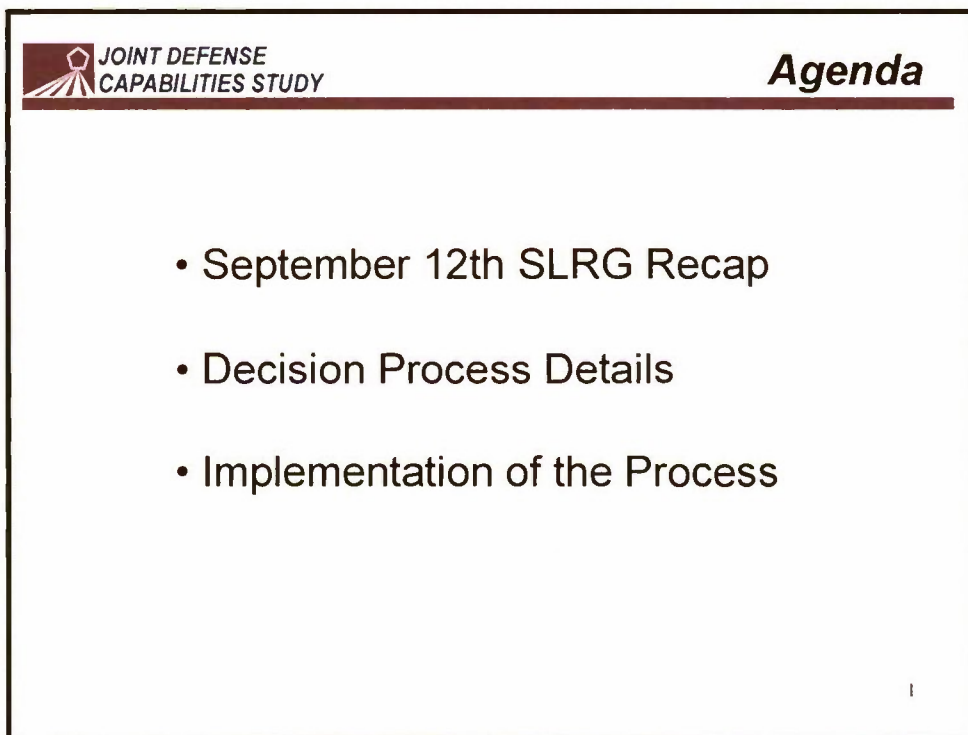 JOINT DEFENSE
CAPABILITIES STUDY
Agenda
• September 12th SLRG Recap
• Decision Process Details
• Implementation of the Process
1